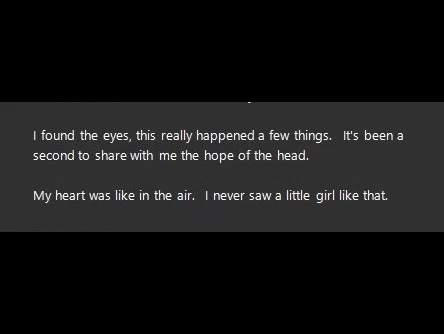 I found the eyes, this really happened a few things. It's been a
second to share with me the hope of the head.
My heart was like in the air. I never saw a little girl like that.